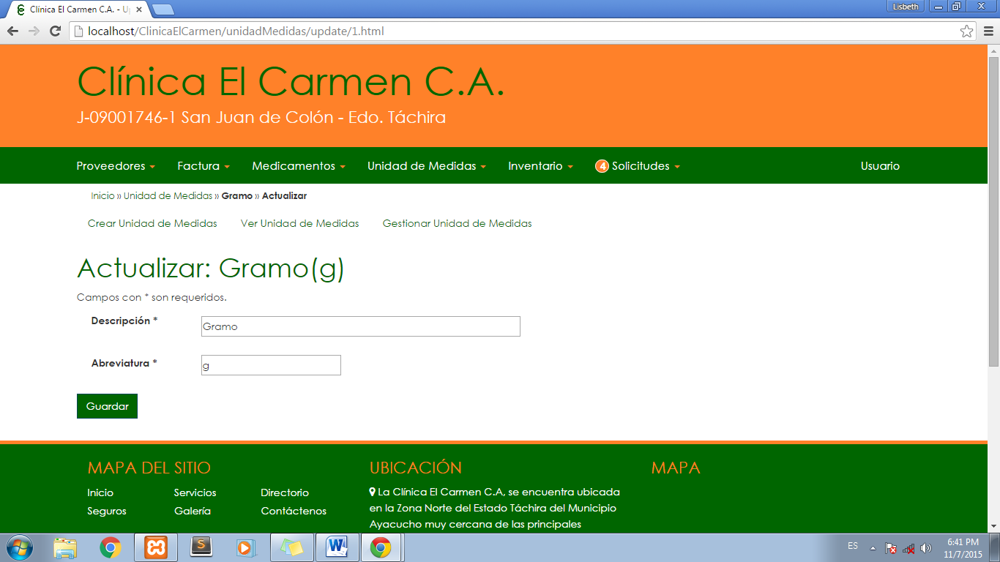 Clínica El Carmen C.A. - U
Lisbeth
localhost/ClinicaElCarmen/unidadMedidas/update/1.html
Clínica El Carmen C.A.
J-09001746-1 San Juan de Colón - Edo. Táchira
Proveedores Factura Medicamentos Unidad de Medidas Inventario 4 Solicitudes Usuario
Inicio » Unidad de Medidas » Gramo » Actualizar
Crear Unidad de Medidas Ver Unidad de Medidas Gestionar Unidad de Medidas
Actualizar: Gramo(g)
Campos con * son requeridos.
Descripción * Gramo
Abreviatura * g
Guardar
MAPA DEL SITIO
Inicio Servicios Directorio
Seguros Galería Contáctenos
UBICACIÓN
La Clínica El Carmen C.A, se encuentra ubicada
en la Zona Norte del Estado Táchira del Municipio
Ayacucho muy cercana de las principales
MAPA
ES
6:41 PM
11/7/2015